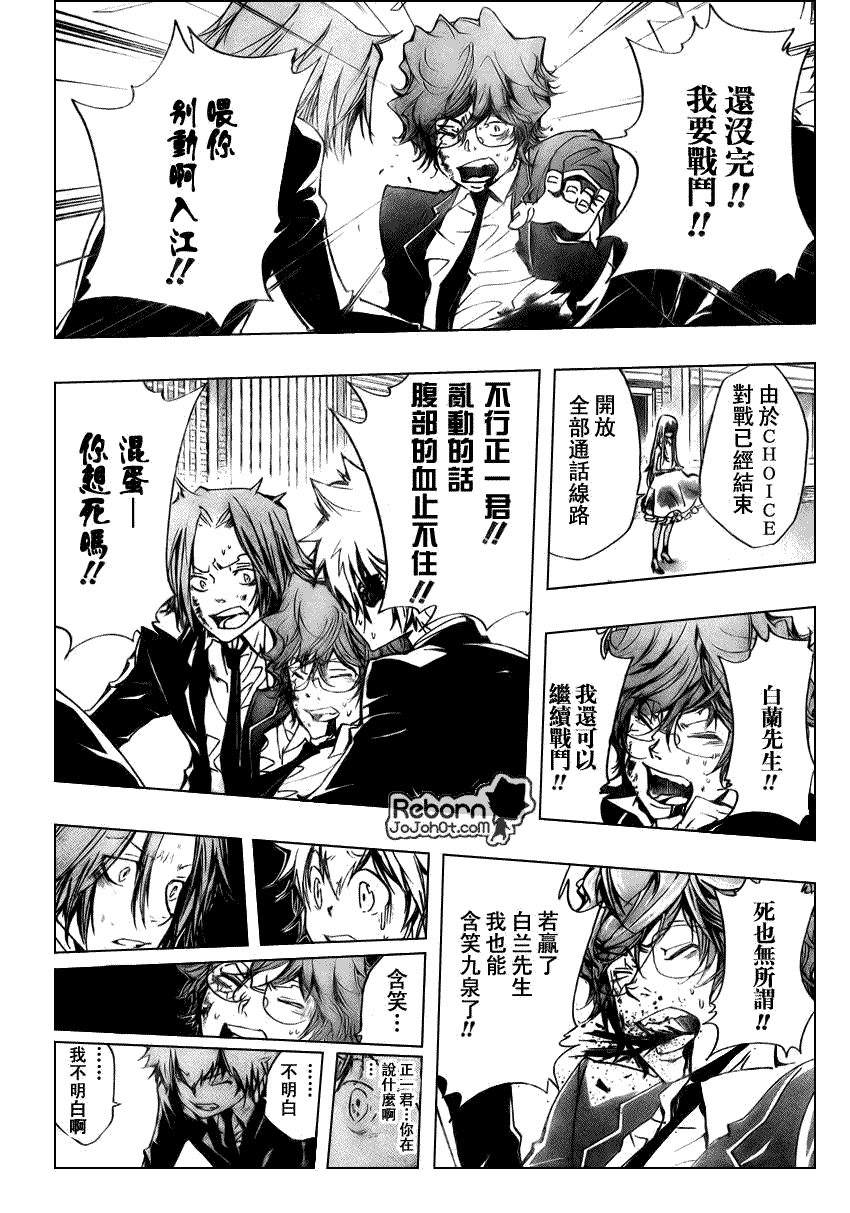 還沒完!!
我要戰鬥!!
喂你
别動啊入江!!
由於CHOICE
對戰已經結束
開放
全部通話線路
不行正一君!!
亂動的話
腹部的血止不住!!
混蛋—
你想死嗎!!
白蘭先生!!
我還可以
繼續戰鬥!!
Reborn
JoJoHOt.com
死也無所謂!!
若贏了
白兰先生
我也能
含笑九泉了!!
含笑…
正一君…你在
說什麼啊
…
……
不明白
……
我不明白啊